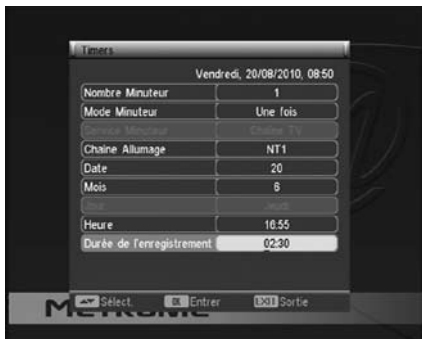 Timers
Vendredi, 20/08/2010, 08:50
Nombre Minuteur 1
Mode Minuteur Une fois
Service Minuteur Chaîne TV
Chaine Allumage NT1
Date 20
Mois 6
Jour Jeudi
Heure 16:55
Durée de l'enregistrement 02:30
Sélect. OK Entrer EXIT Sortie
METRONIC